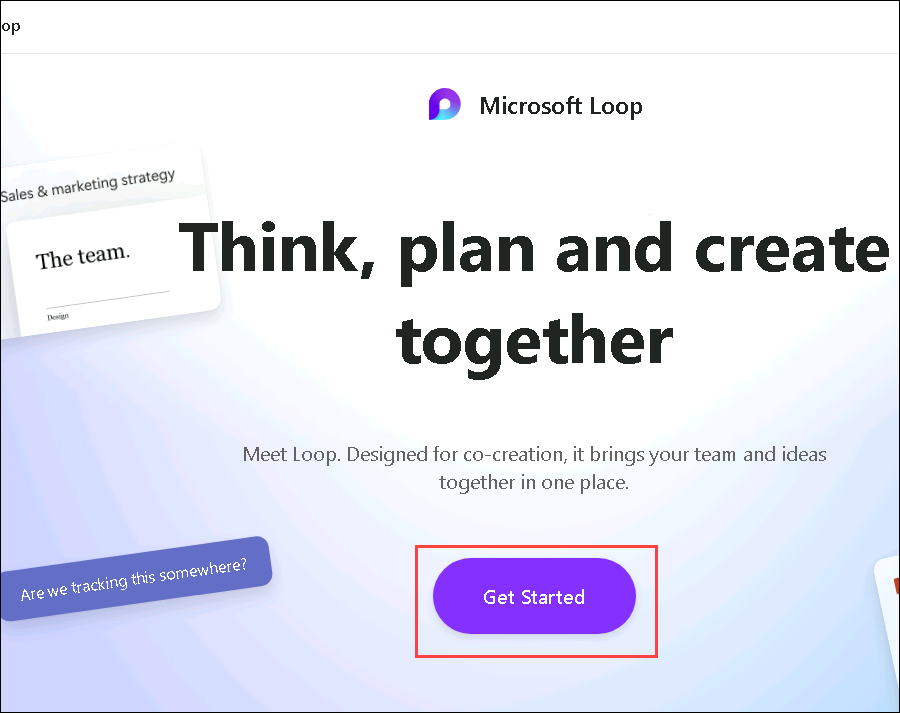 op
Microsoft Loop
Sales & marketing strategy
The team.
Design
Think, plan and create
together
Meet Loop. Designed for co-creation, it brings your team and ideas
together in one place.
Are we tracking this somewhere?
Get Started